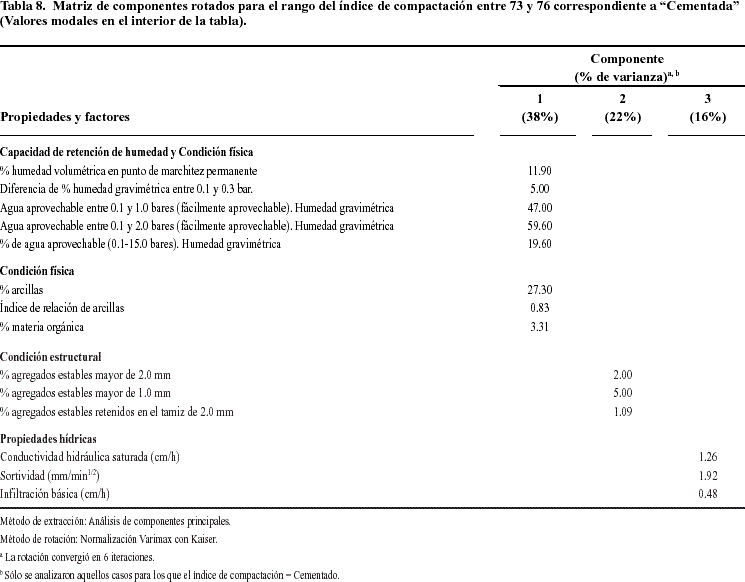 Tabla 8. Matriz de componentes rotados para el rango del índice de compactación entre 73 y 76 correspondiente a “Cementada”
(Valores modales en el interior de la tabla).
Componente
(% de varianza)a, b
1 2 3
Propiedades y factores (38%) (22%) (16%)
Capacidad de retención de humedad y Condición física
% humedad volumétrica en punto de marchitez permanente 11.90
Diferencia de % humedad gravimétrica entre 0.1 y 0.3 bar. 5.00
Agua aprovechable entre 0.1 y 1.0 bares (fácilmente aprovechable). Humedad gravimétrica 47.00
Agua aprovechable entre 0.1 y 2.0 bares (fácilmente aprovechable). Humedad gravimétrica 59.60
% de agua aprovechable (0.1-15.0 bares). Humedad gravimétrica 19.60
Condición física
% arcillas 27.30
Índice de relación de arcillas 0.83
% materia orgánica 3.31
Condición estructural
% agregados estables mayor de 2.0 mm 2.00
% agregados estables mayor de 1.0 mm 5.00
% agregados estables retenidos en el tamiz de 2.0 mm 1.09
Propiedades hídricas
Conductividad hidráulica saturada (cm/h) 1.26
Sortividad (mm/min1/2) 1.92
Infiltración básica (cm/h) 0.48
Método de extracción: Análisis de componentes principales.
Método de rotación: Normalización Varimax con Kaiser.
a La rotación convergió en 6 iteraciones.
b Sólo se analizaron aquellos casos para los que el índice de compactación = Cementado.